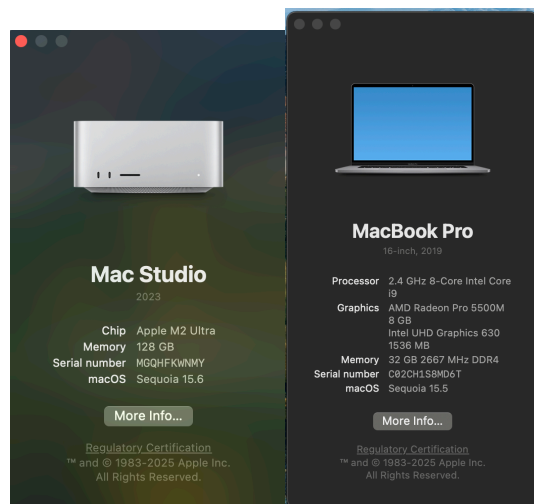 Mac Studio
2023
Chip Apple M2 Ultra
Memory 128 GB
Serial number MGQHFKWNMY
macOS Sequoia 15.6
More Info...
Regulatory Certification
™ and © 1983-2025 Apple Inc.
All Rights Reserved.
MacBook Pro
16-inch, 2019
Processor 2.4 GHz 8-Core Intel Core
i9
Graphics AMD Radeon Pro 5500M
8 GB
Intel UHD Graphics 630
1536 MB
Memory 32 GB 2667 MHz DDR4
Serial number C02CH1S8MD6T
macOS Sequoia 15.5
More Info...
Regulatory Certification
™ and © 1983-2025 Apple Inc.
All Rights Reserved.